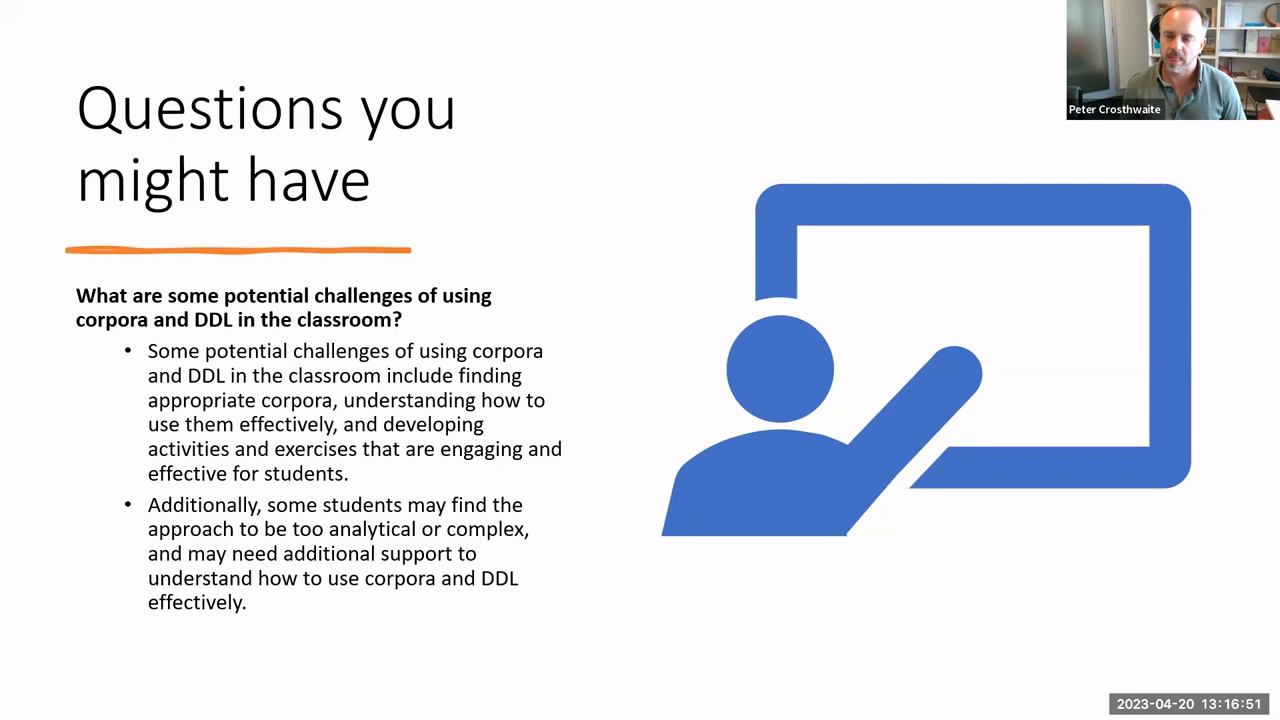 Questions you
might have
What are some potential challenges of using
corpora and DDL in the classroom?
• Some potential challenges of using corpora
and DDL in the classroom include finding
appropriate corpora, understanding how to
use them effectively, and developing
activities and exercises that are engaging and
effective for students.
• Additionally, some students may find the
approach to be too analytical or complex,
and may need additional support to
understand how to use corpora and DDL
effectively.
Peter Crosthwaite
2023-04-20 13:16:51